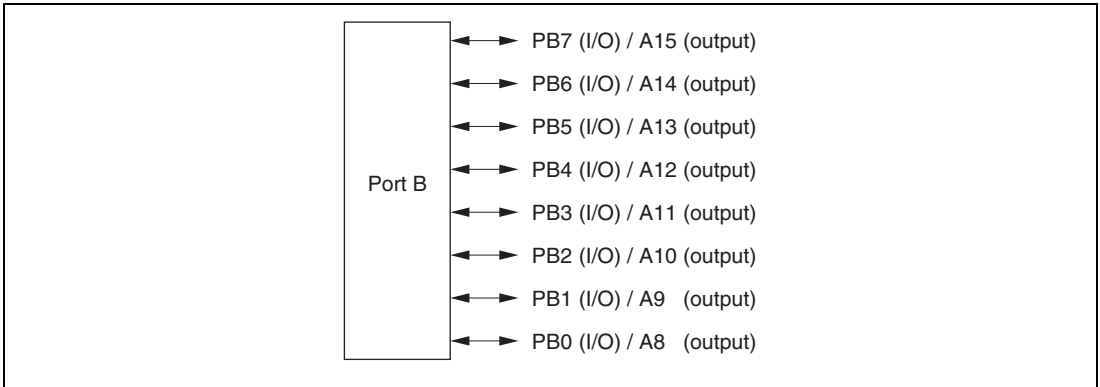 PB7 (I/O) / A15 (output)
PB6 (I/O) / A14 (output)
PB5 (I/O) / A13 (output)
PB4 (I/O) / A12 (output)
Port B
PB3 (I/O) / A11 (output)
PB2 (I/O) / A10 (output)
PB1 (I/O) / A9 (output)
PB0 (I/O) / A8 (output)